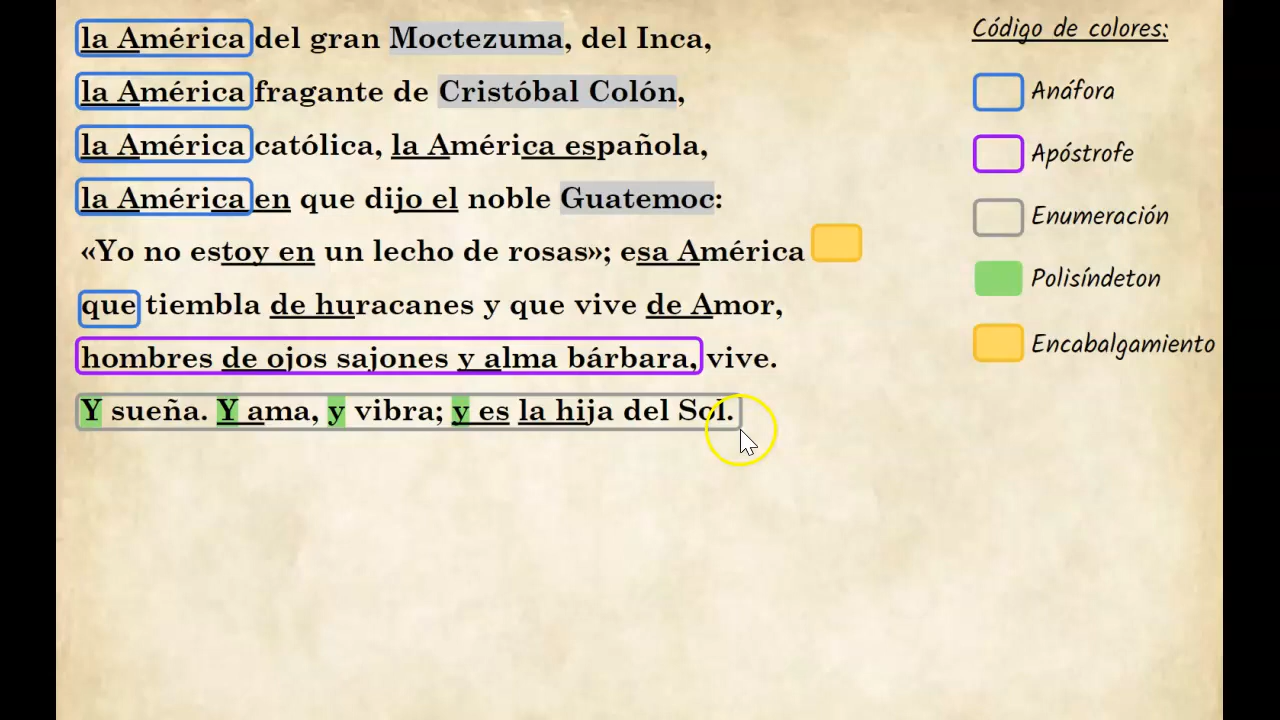 la América del gran Moctezuma, del Inca,
la América fragante de Cristóbal Colón,
la América católica, la América española,
la América en que dijo el noble Guatemoc:
«Yo no estoy en un lecho de rosas»; esa América
que tiembla de huracanes y que vive de Amor,
hombres de ojos sajones y alma bárbara, vive.
Y sueña. Y ama, y vibra; y es la hija del Sol.
Código de colores:
Anáfora
Apóstrofe
Enumeración
Polisíndeton
Encabalgamiento